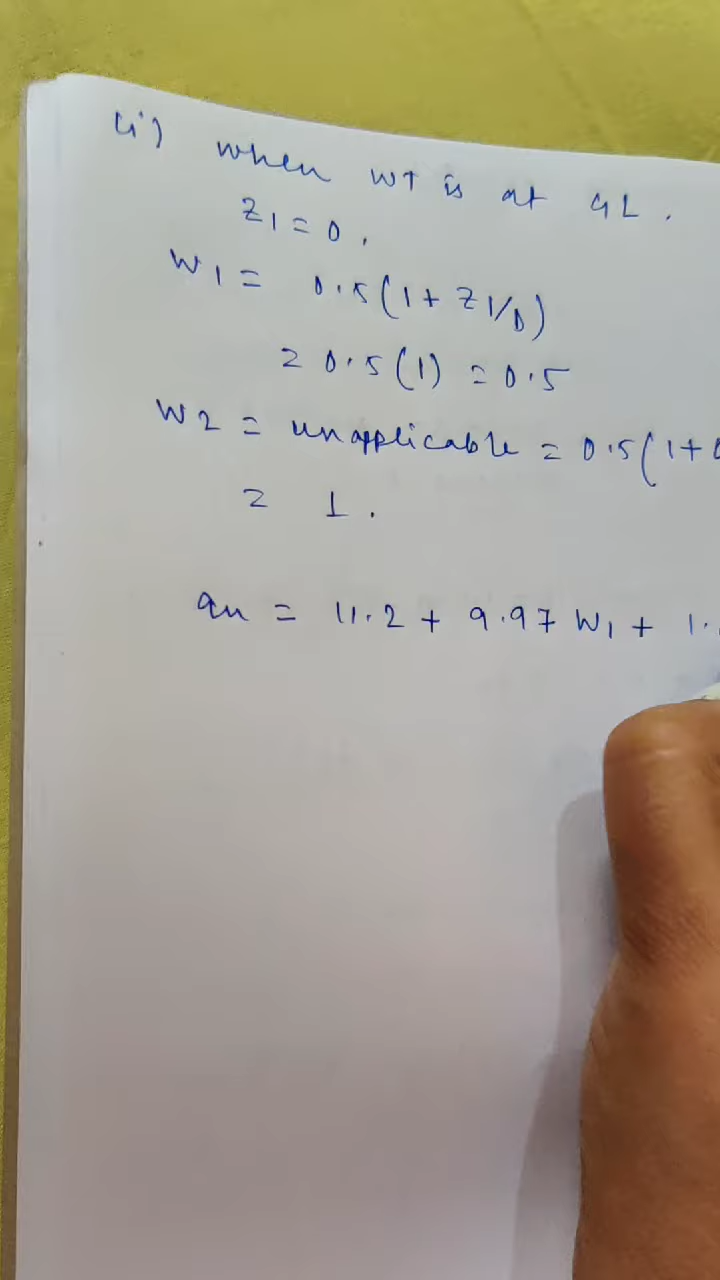 (ii) when WT is at GL.
Z1 = 0,
W1 = 0.5(1 + Z1/D)
= 0.5(1) = 0.5
W2 = unapplicable = 0.5(1+
= 1.
qu = 11.2 + 9.97 W1 + 1.